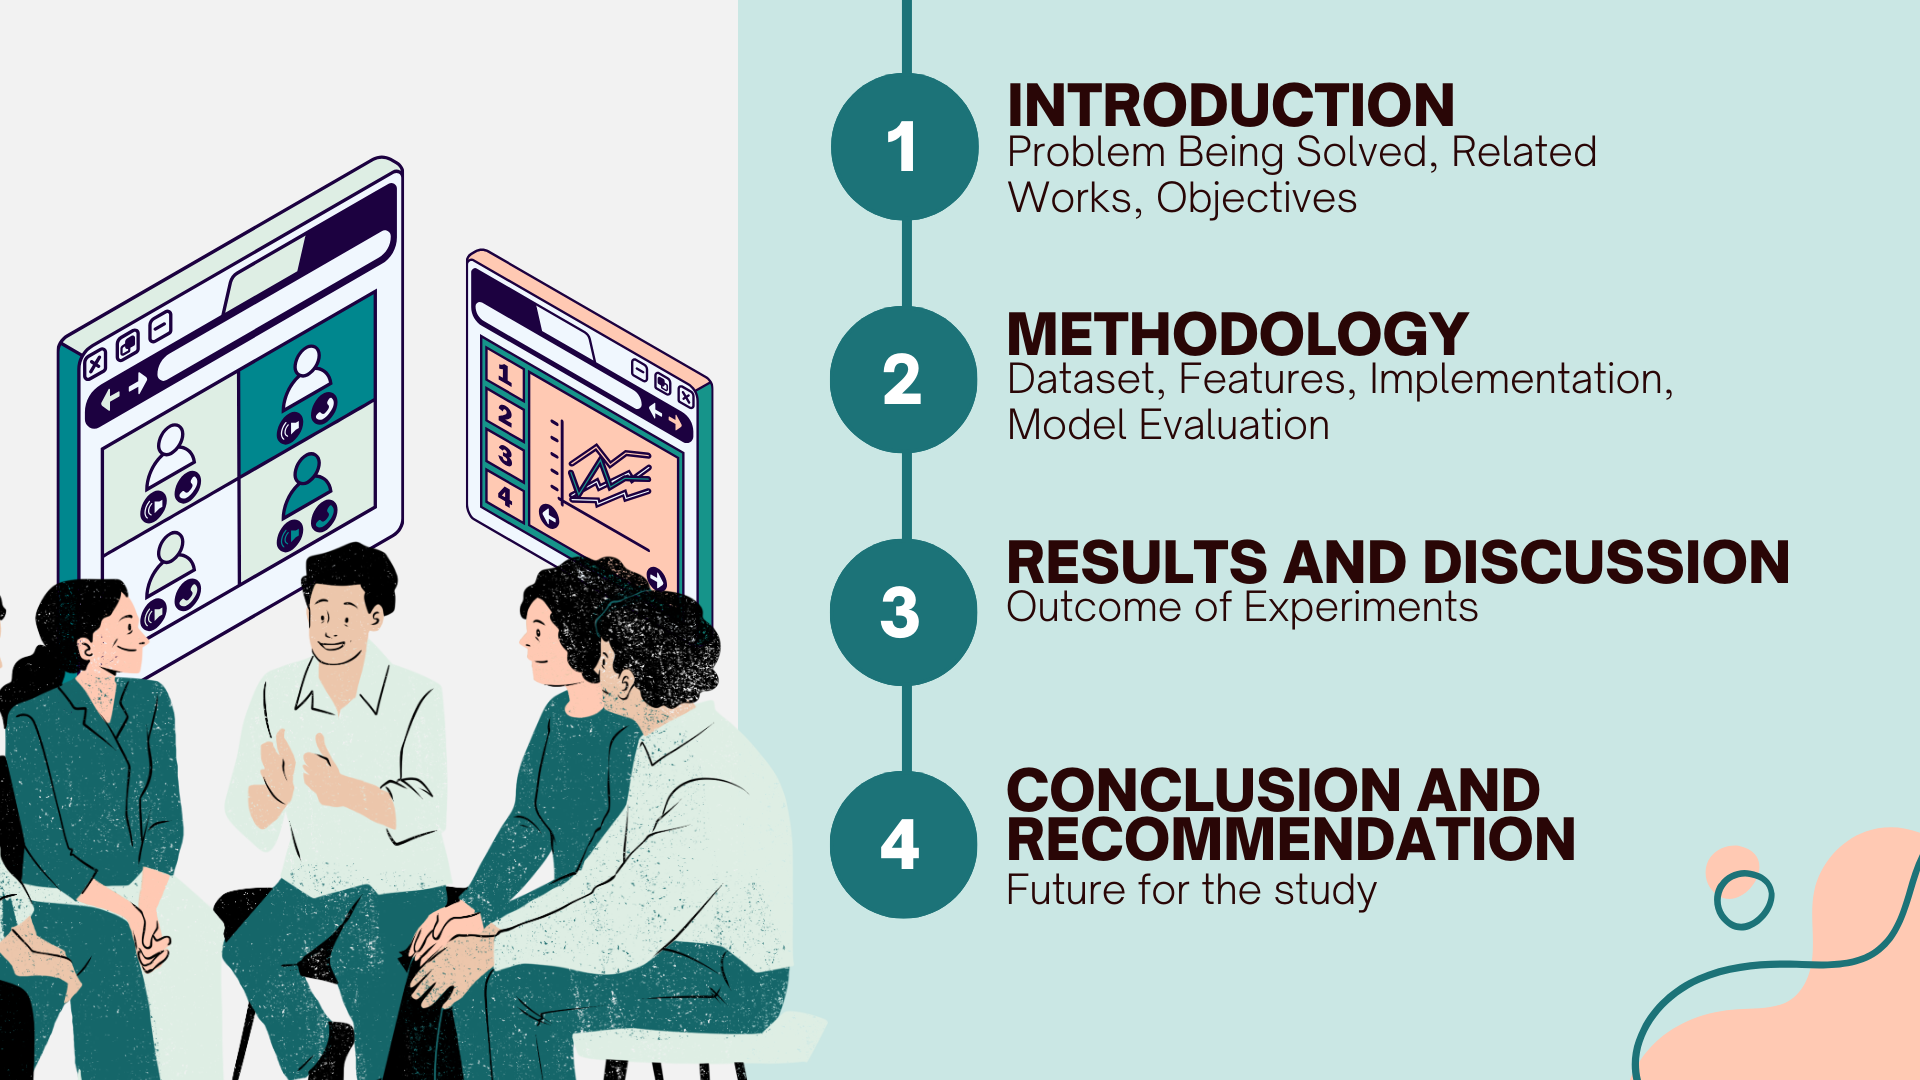 1
INTRODUCTION
Problem Being Solved, Related
Works, Objectives
2
METHODOLOGY
Dataset, Features, Implementation,
Model Evaluation
3
RESULTS AND DISCUSSION
Outcome of Experiments
4
CONCLUSION AND
RECOMMENDATION
Future for the study
1
2
3
4